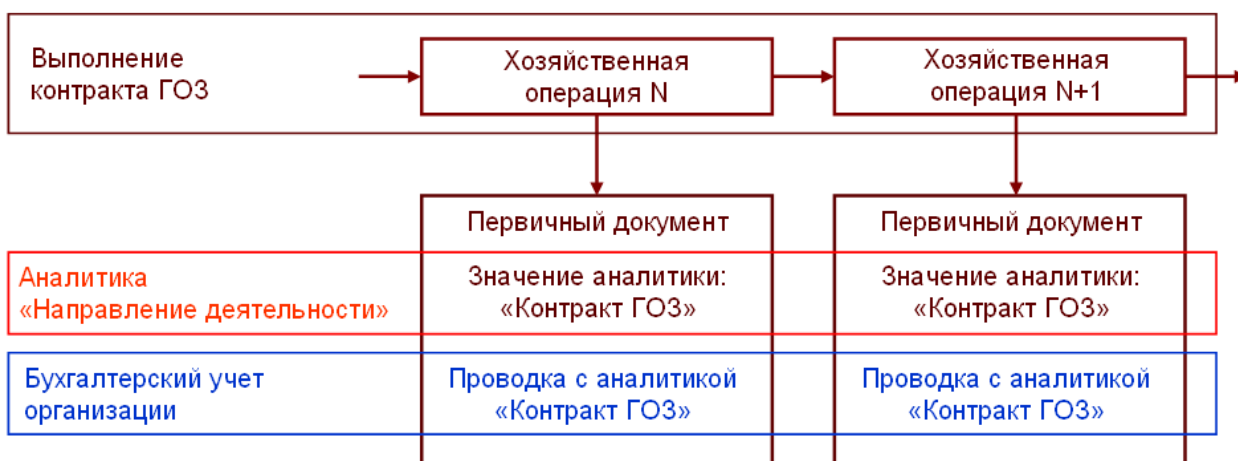 Выполнение
контракта ГОЗ
Хозяйственная
операция N
Хозяйственная
операция N+1
Первичный документ
Первичный документ
Аналитика
«Направление деятельности»
Значение аналитики:
«Контракт ГОЗ»
Значение аналитики:
«Контракт ГОЗ»
Бухгалтерский учет
организации
Проводка с аналитикой
«Контракт ГОЗ»
Проводка с аналитикой
«Контракт ГОЗ»